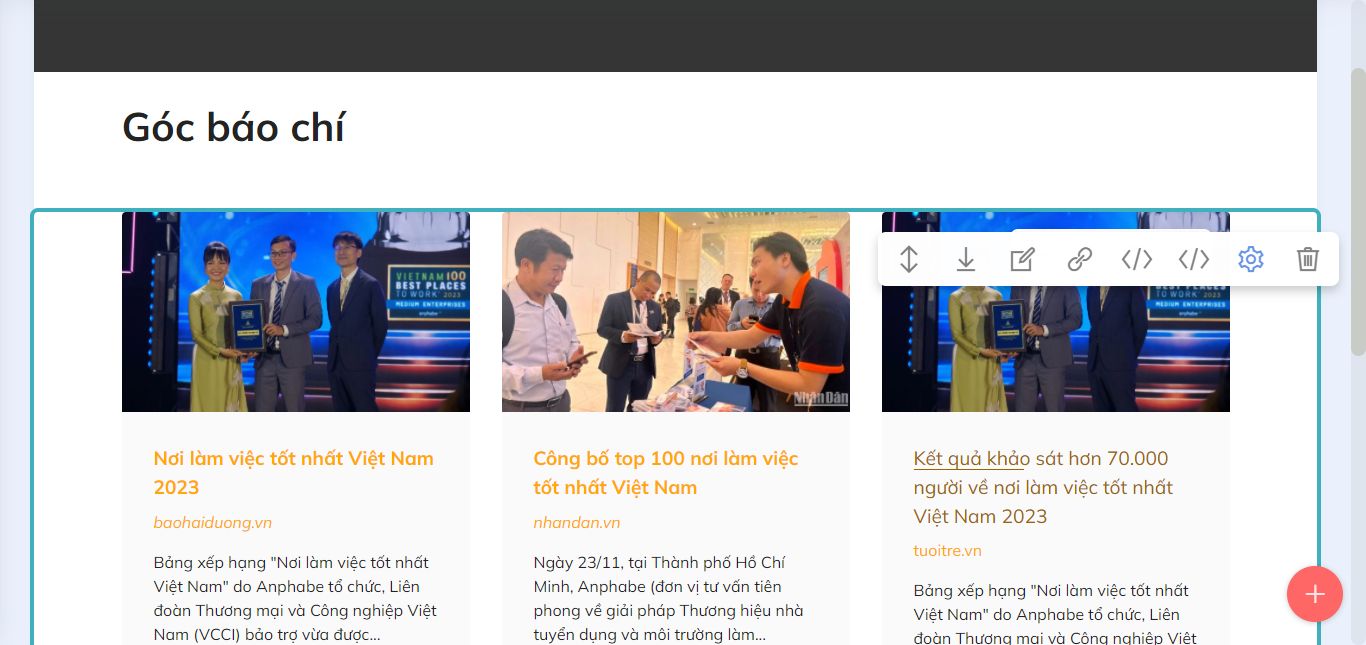 Góc báo chí
VIETNAM 100
BEST PLACES
TO WORK 2023
MEDIUM ENTERPRISES
anphabe
NhânDân
BEST PLACES
TO WORK 2023
MEDIUM ENTERPRISES
anphabe
Nơi làm việc tốt nhất Việt Nam
2023
baohaiduong.vn
Bảng xếp hạng "Nơi làm việc tốt nhất
Việt Nam" do Anphabe tổ chức, Liên
đoàn Thương mại và Công nghiệp Việt
Nam (VCCI) bảo trợ vừa được...
Công bố top 100 nơi làm việc
tốt nhất Việt Nam
nhandan.vn
Ngày 23/11, tại Thành phố Hồ Chí
Minh, Anphabe (đơn vị tư vấn tiên
phong về giải pháp Thương hiệu nhà
tuyển dụng và môi trường làm...
Kết quả khảo sát hơn 70.000
người về nơi làm việc tốt nhất
Việt Nam 2023
tuoitre.vn
Bảng xếp hạng "Nơi làm việc tốt nhất
Việt Nam" do Anphabe tổ chức, Liên
đoàn Thương mại và Công nghiệp Việt